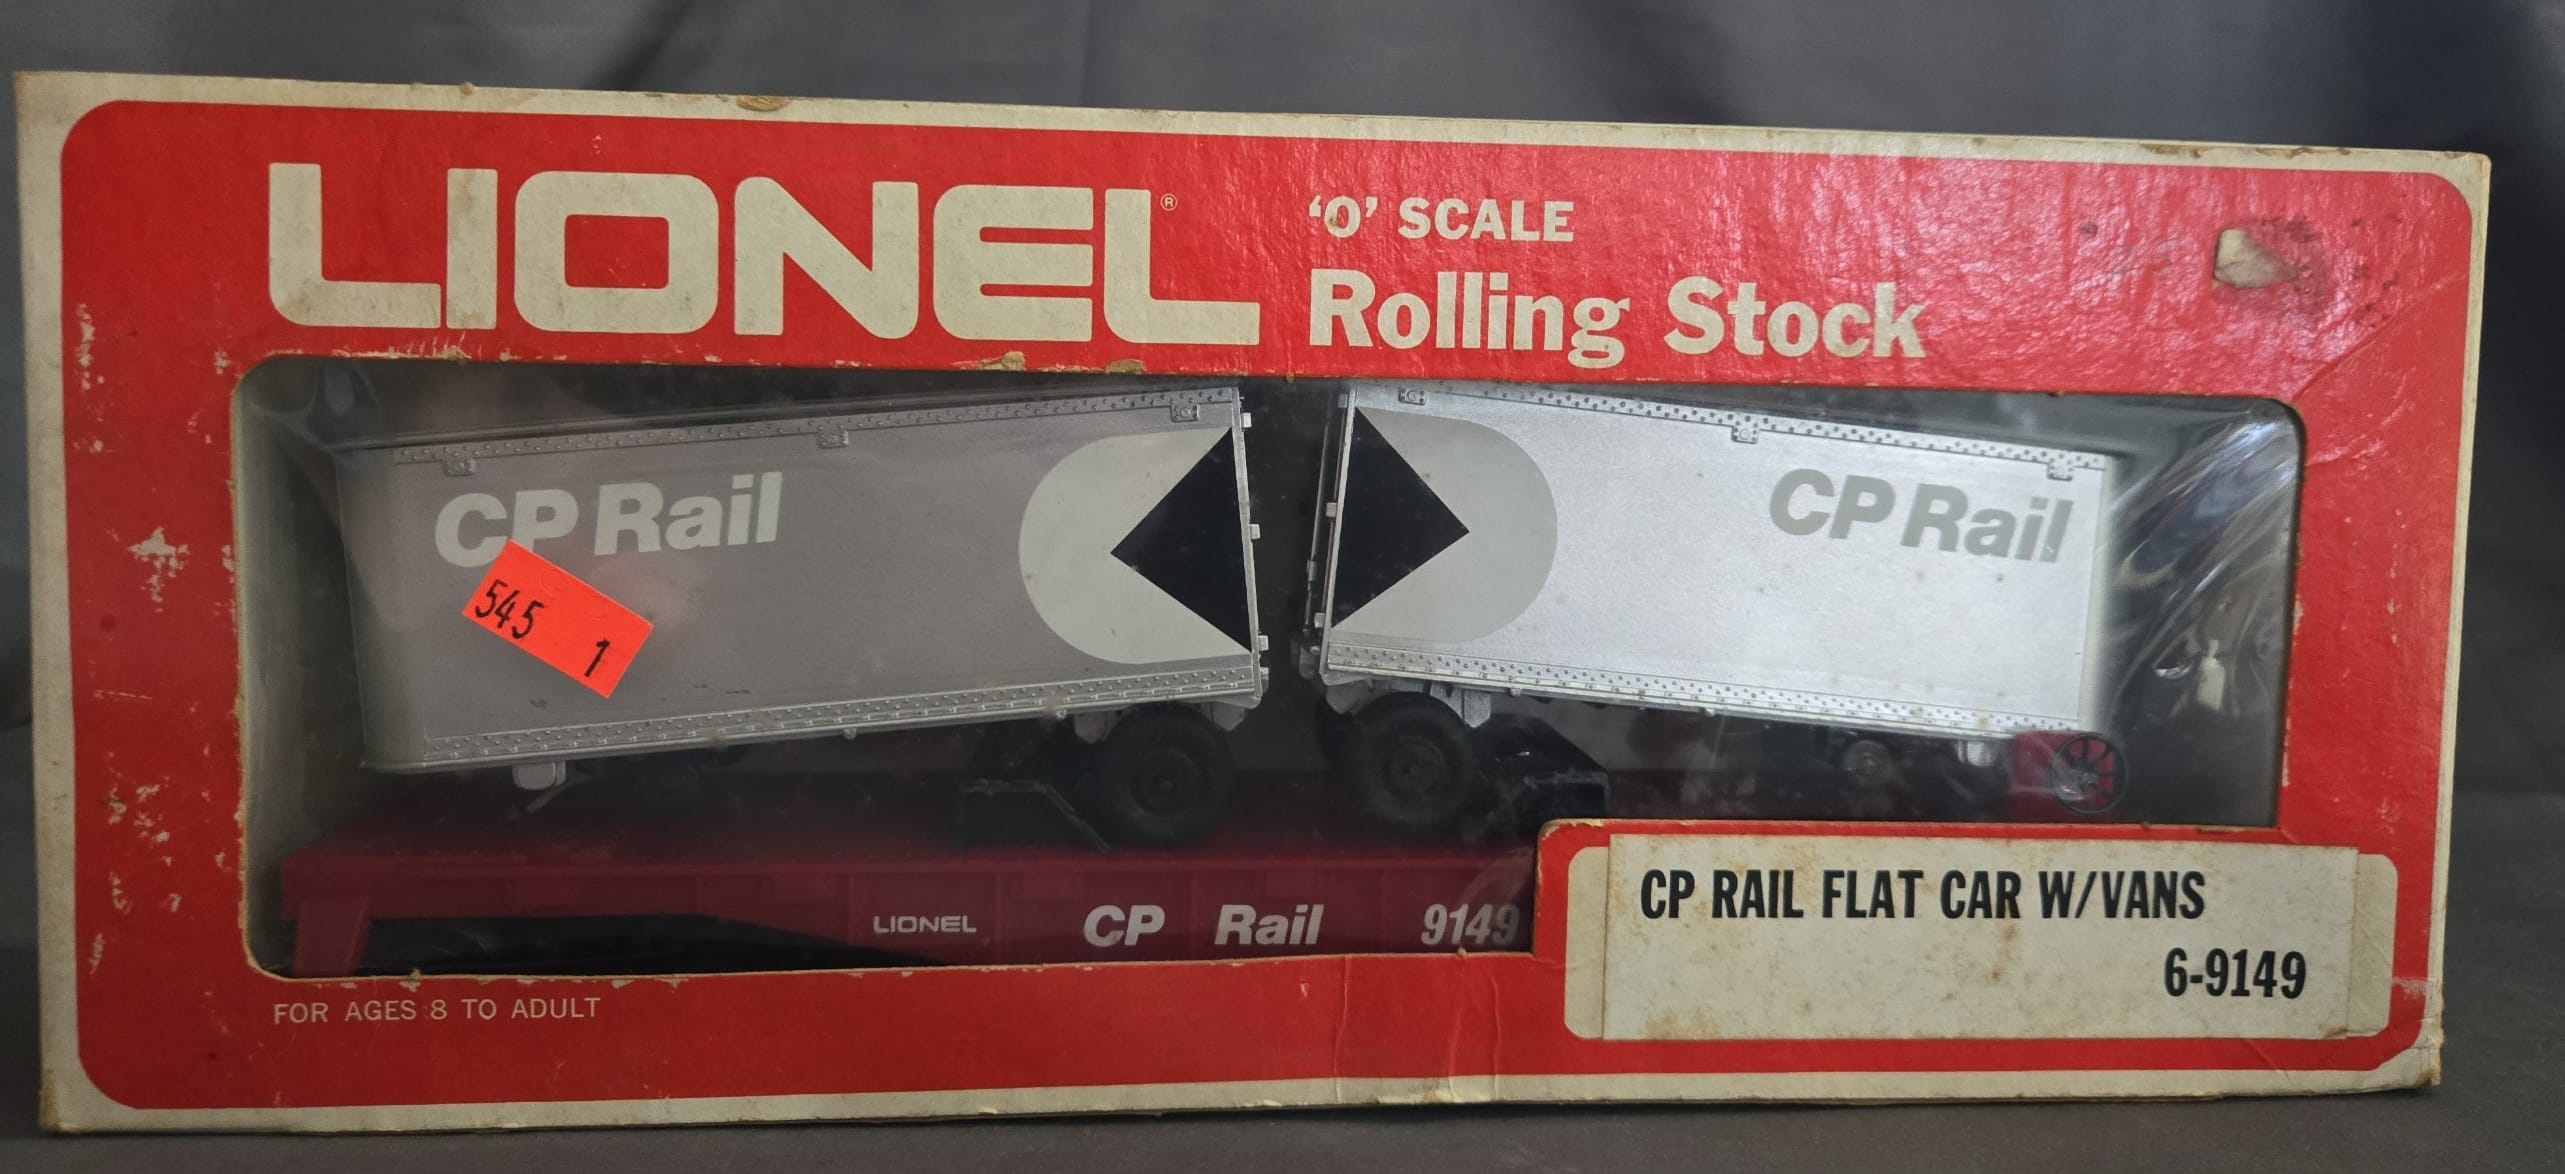 LIONEL®
'O' SCALE
Rolling Stock
CP Rail
CP Rail
545
1
LIONEL CP Rail 9149
CP RAIL FLAT CAR W/VANS
6-9149
FOR AGES 8 TO ADULT